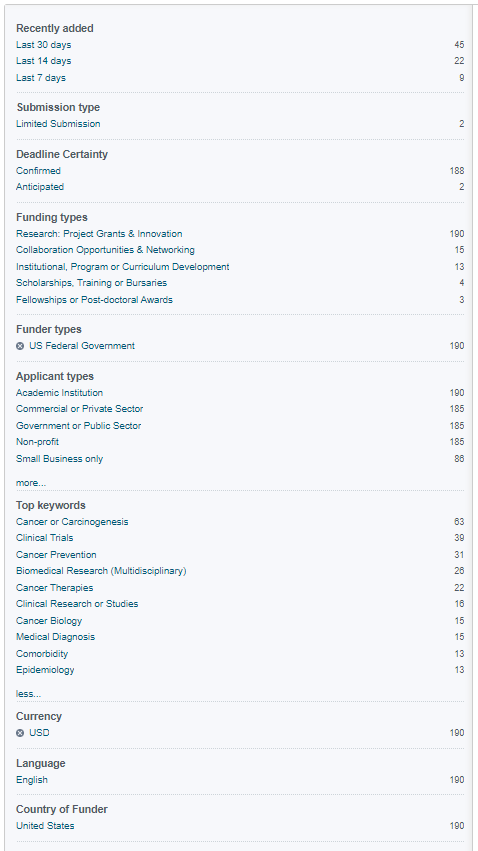 Recently added
Last 30 days 45
Last 14 days 22
Last 7 days 9
Submission type
Limited Submission 2
Deadline Certainty
Confirmed 188
Anticipated 2
Funding types
Research: Project Grants & Innovation 190
Collaboration Opportunities & Networking 15
Institutional, Program or Curriculum Development 13
Scholarships, Training or Bursaries 4
Fellowships or Post-doctoral Awards 3
Funder types
US Federal Government 190
Applicant types
Academic Institution 190
Commercial or Private Sector 185
Government or Public Sector 185
Non-profit 185
Small Business only 86
more...
Top keywords
Cancer or Carcinogenesis 63
Clinical Trials 39
Cancer Prevention 31
Biomedical Research (Multidisciplinary) 26
Cancer Therapies 22
Clinical Research or Studies 16
Cancer Biology 15
Medical Diagnosis 15
Comorbidity 13
Epidemiology 13
less...
Currency
USD 190
Language
English 190
Country of Funder
United States 190